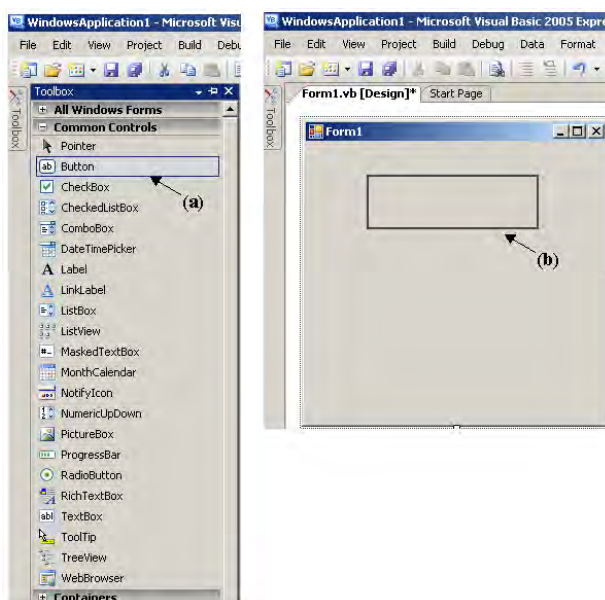 WindowsApplication1 - Microsoft Visu
File Edit View Project Build Debu
Toolbox
Toolbox
All Windows Forms
Common Controls
Pointer
ab Button
CheckBox
CheckedListBox
ComboBox
DateTimePicker
A Label
A LinkLabel
ListBox
ListView
#- MaskedTextBox
MonthCalendar
NotifyIcon
NumericUpDown
PictureBox
ProgressBar
RadioButton
RichTextBox
abl TextBox
ToolTip
TreeView
WebBrowser
Containers
(a)
WindowsApplication1 - Microsoft Visual Basic 2005 Expre
File Edit View Project Build Debug Data Format
Toolbox
Form1.vb [Design]* Start Page
Form1
(b)